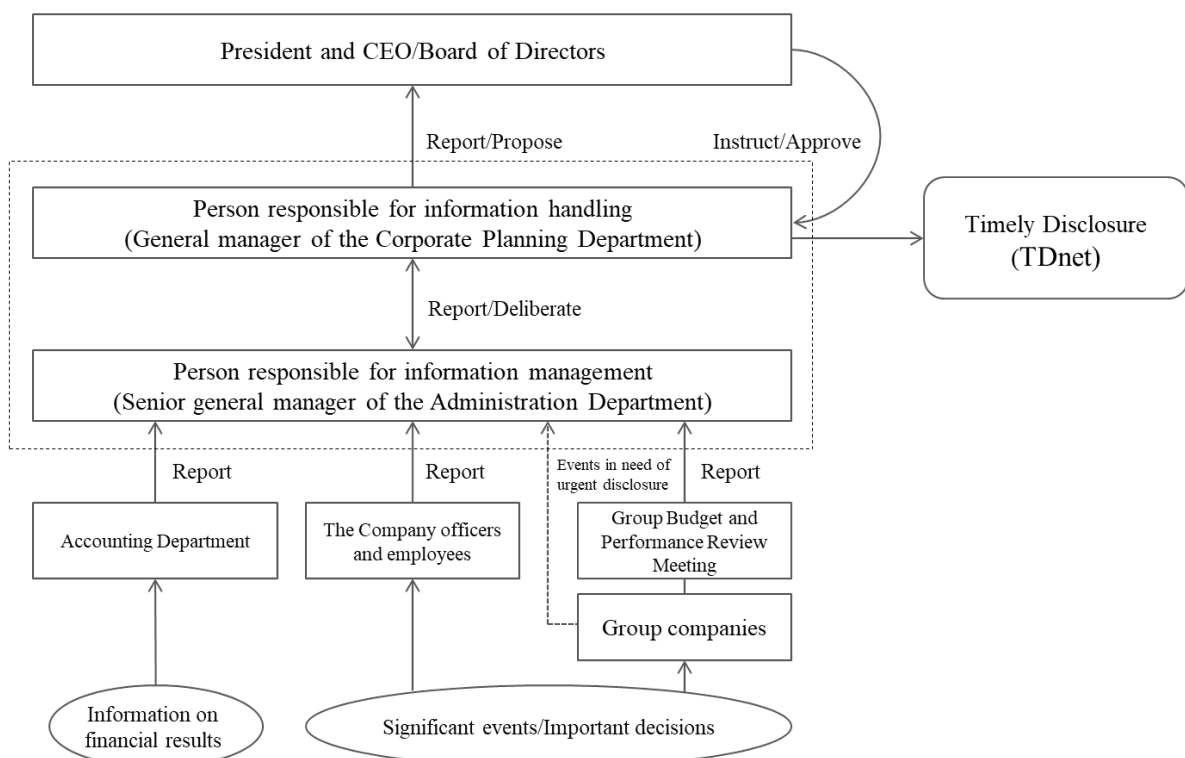 President and CEO/Board of Directors
Report/Propose
Instruct/Approve
Person responsible for information handling
(General manager of the Corporate Planning Department)
Timely Disclosure
(TDnet)
Report/Deliberate
Person responsible for information management
(Senior general manager of the Administration Department)
Report
Report
Events in need of
urgent disclosure
Report
Accounting Department
The Company officers
and employees
Group Budget and
Performance Review
Meeting
Group companies
Information on
financial results
Significant events/Important decisions